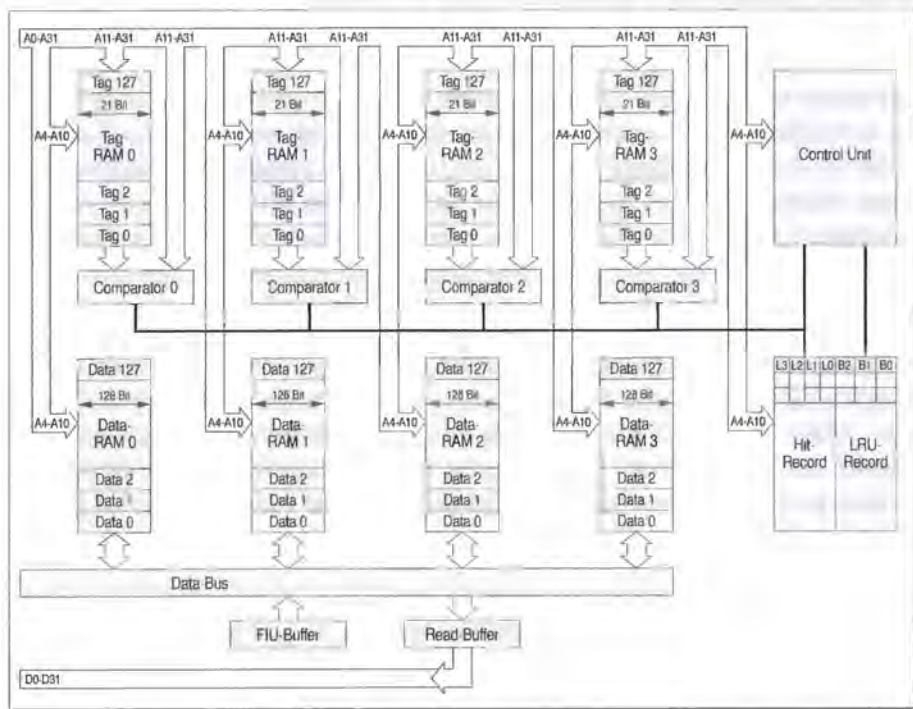 A0-A31 A11-A31 A11-A31 A11-A31 A11-A31 A11-A31 A11-A31 A11-A31 A11-A31
Tag 127 Tag 127 Tag 127 Tag 127
21 Bit 21 Bit 21 Bit 21 Bit
A4-A10 Tag- A4-A10 Tag- A4-A10 Tag- A4-A10 Tag- A4-A10 Control Unit
RAM 0 RAM 1 RAM 2 RAM 3
Tag 2 Tag 2 Tag 2 Tag 2
Tag 1 Tag 1 Tag 1 Tag 1
Tag 0 Tag 0 Tag 0 Tag 0
Comparator 0 Comparator 1 Comparator 2 Comparator 3
Data 127 Data 127 Data 127 Data 127 L3 L2 L1 L0 B2 B1 B0
128 Bit 128 Bit 128 Bit 128 Bit
A4-A10 Data- A4-A10 Data- A4-A10 Data- A4-A10 Data- A4-A10
RAM 0 RAM 1 RAM 2 RAM 3
Hit- LRU-
Record Record
Data 2 Data 2 Data 2 Data 2
Data 1 Data 1 Data 1 Data 1
Data 0 Data 0 Data 0 Data 0
Data Bus
FIU-Buffer Read Buffer
D0-D31